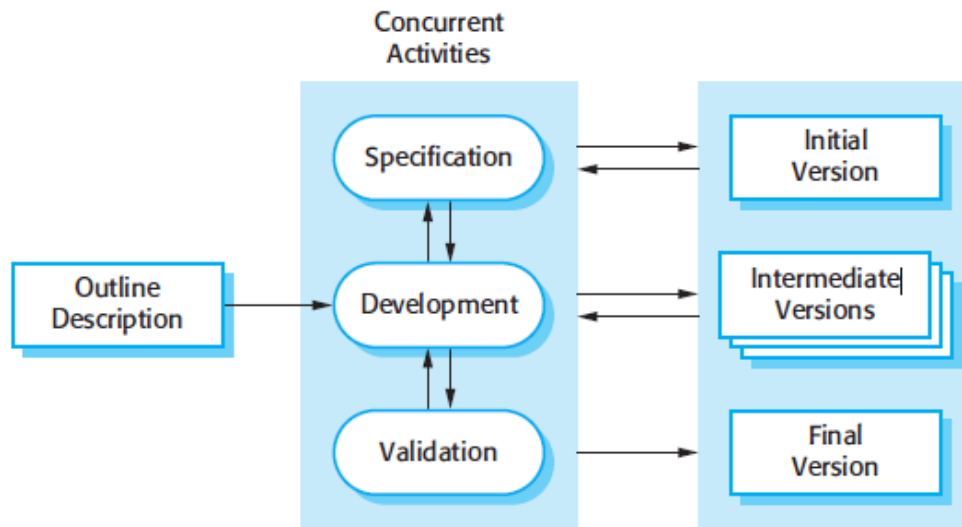 Concurrent
Activities
Specification
Initial
Version
Outline
Description
Development
Intermediate
Versions
Validation
Final
Version